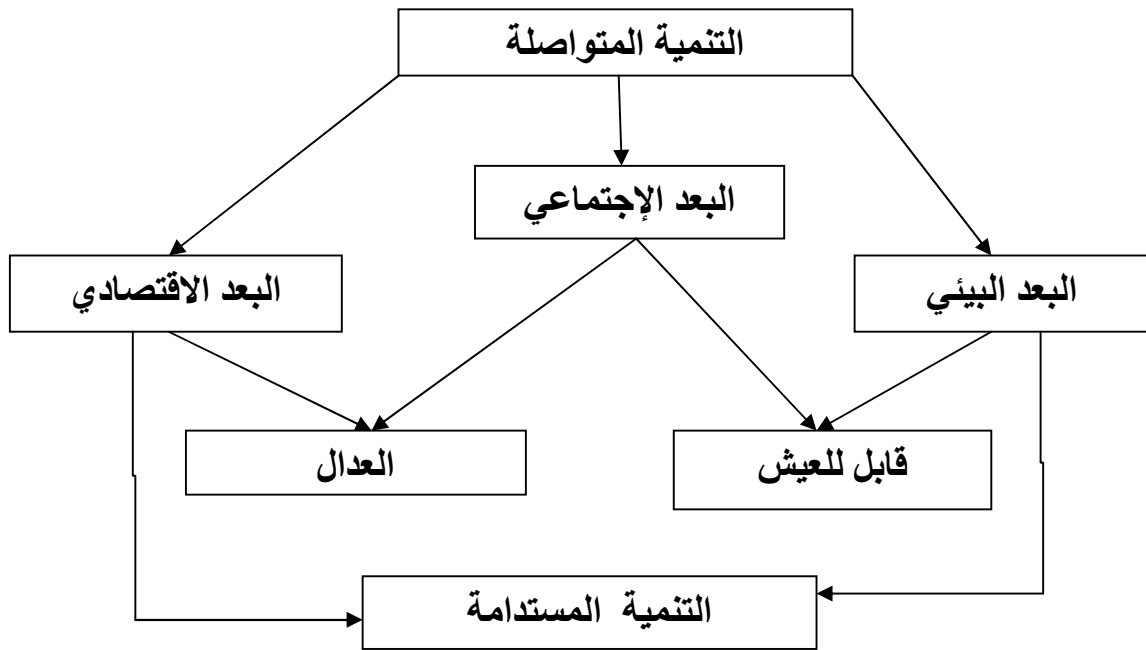 التنمية المتواصلة
البعد الإجتماعي
البعد البيئي
البعد الاقتصادي
قابل للعيش
العدال
التنمية المستدامة